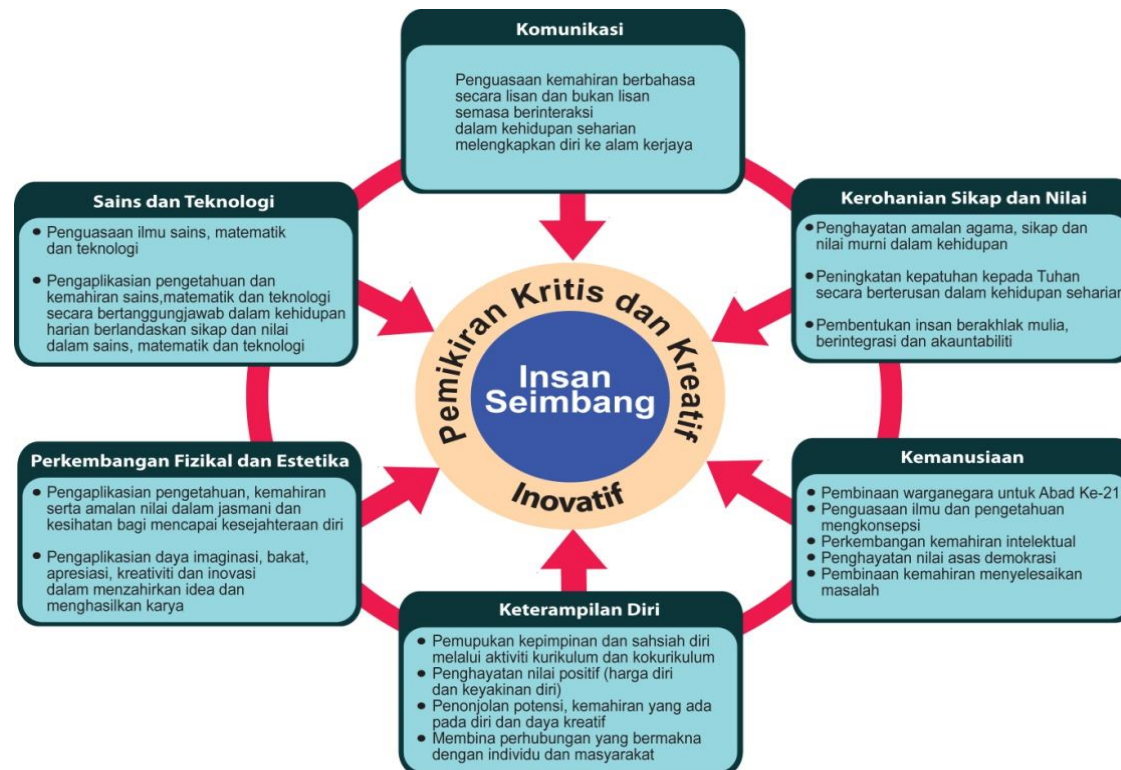 Komunikasi
Penguasaan kemahiran berbahasa
secara lisan dan bukan lisan
semasa berinteraksi
dalam kehidupan seharian
melengkapkan diri ke alam kerjaya
Sains dan Teknologi
● Penguasaan ilmu sains, matematik
dan teknologi
● Pengaplikasian pengetahuan dan
kemahiran sains,matematik dan teknologi
secara bertanggungjawab dalam kehidupan
harian berlandaskan sikap dan nilai
dalam sains, matematik dan teknologi
Kerohanian Sikap dan Nilai
● Penghayatan amalan agama, sikap dan
nilai murni dalam kehidupan
● Peningkatan kepatuhan kepada Tuhan
secara berterusan dalam kehidupan seharian
● Pembentukan insan berakhlak mulia,
berintegrasi dan akauntabiliti
Pemikiran Kritis dan Kreatif
Insan
Seimbang
Inovatif
Perkembangan Fizikal dan Estetika
● Pengaplikasian pengetahuan, kemahiran
serta amalan nilai dalam jasmani dan
kesihatan bagi mencapai kesejahteraan diri
● Pengaplikasian daya imaginasi, bakat,
apresiasi, kreativiti dan inovasi
dalam menzahirkan idea dan
menghasilkan karya
Kemanusiaan
● Pembinaan warganegara untuk Abad Ke-21
● Penguasaan ilmu dan pengetahuan
mengkonsepsi
● Perkembangan kemahiran intelektual
● Penghayatan nilai asas demokrasi
● Pembinaan kemahiran menyelesaikan
masalah
Keterampilan Diri
● Pemupukan kepimpinan dan sahsiah diri
melalui aktiviti kurikulum dan kokurikulum
● Penghayatan nilai positif (harga diri
dan keyakinan diri)
● Penonjolan potensi, kemahiran yang ada
pada diri dan daya kreatif
● Membina perhubungan yang bermakna
dengan individu dan masyarakat